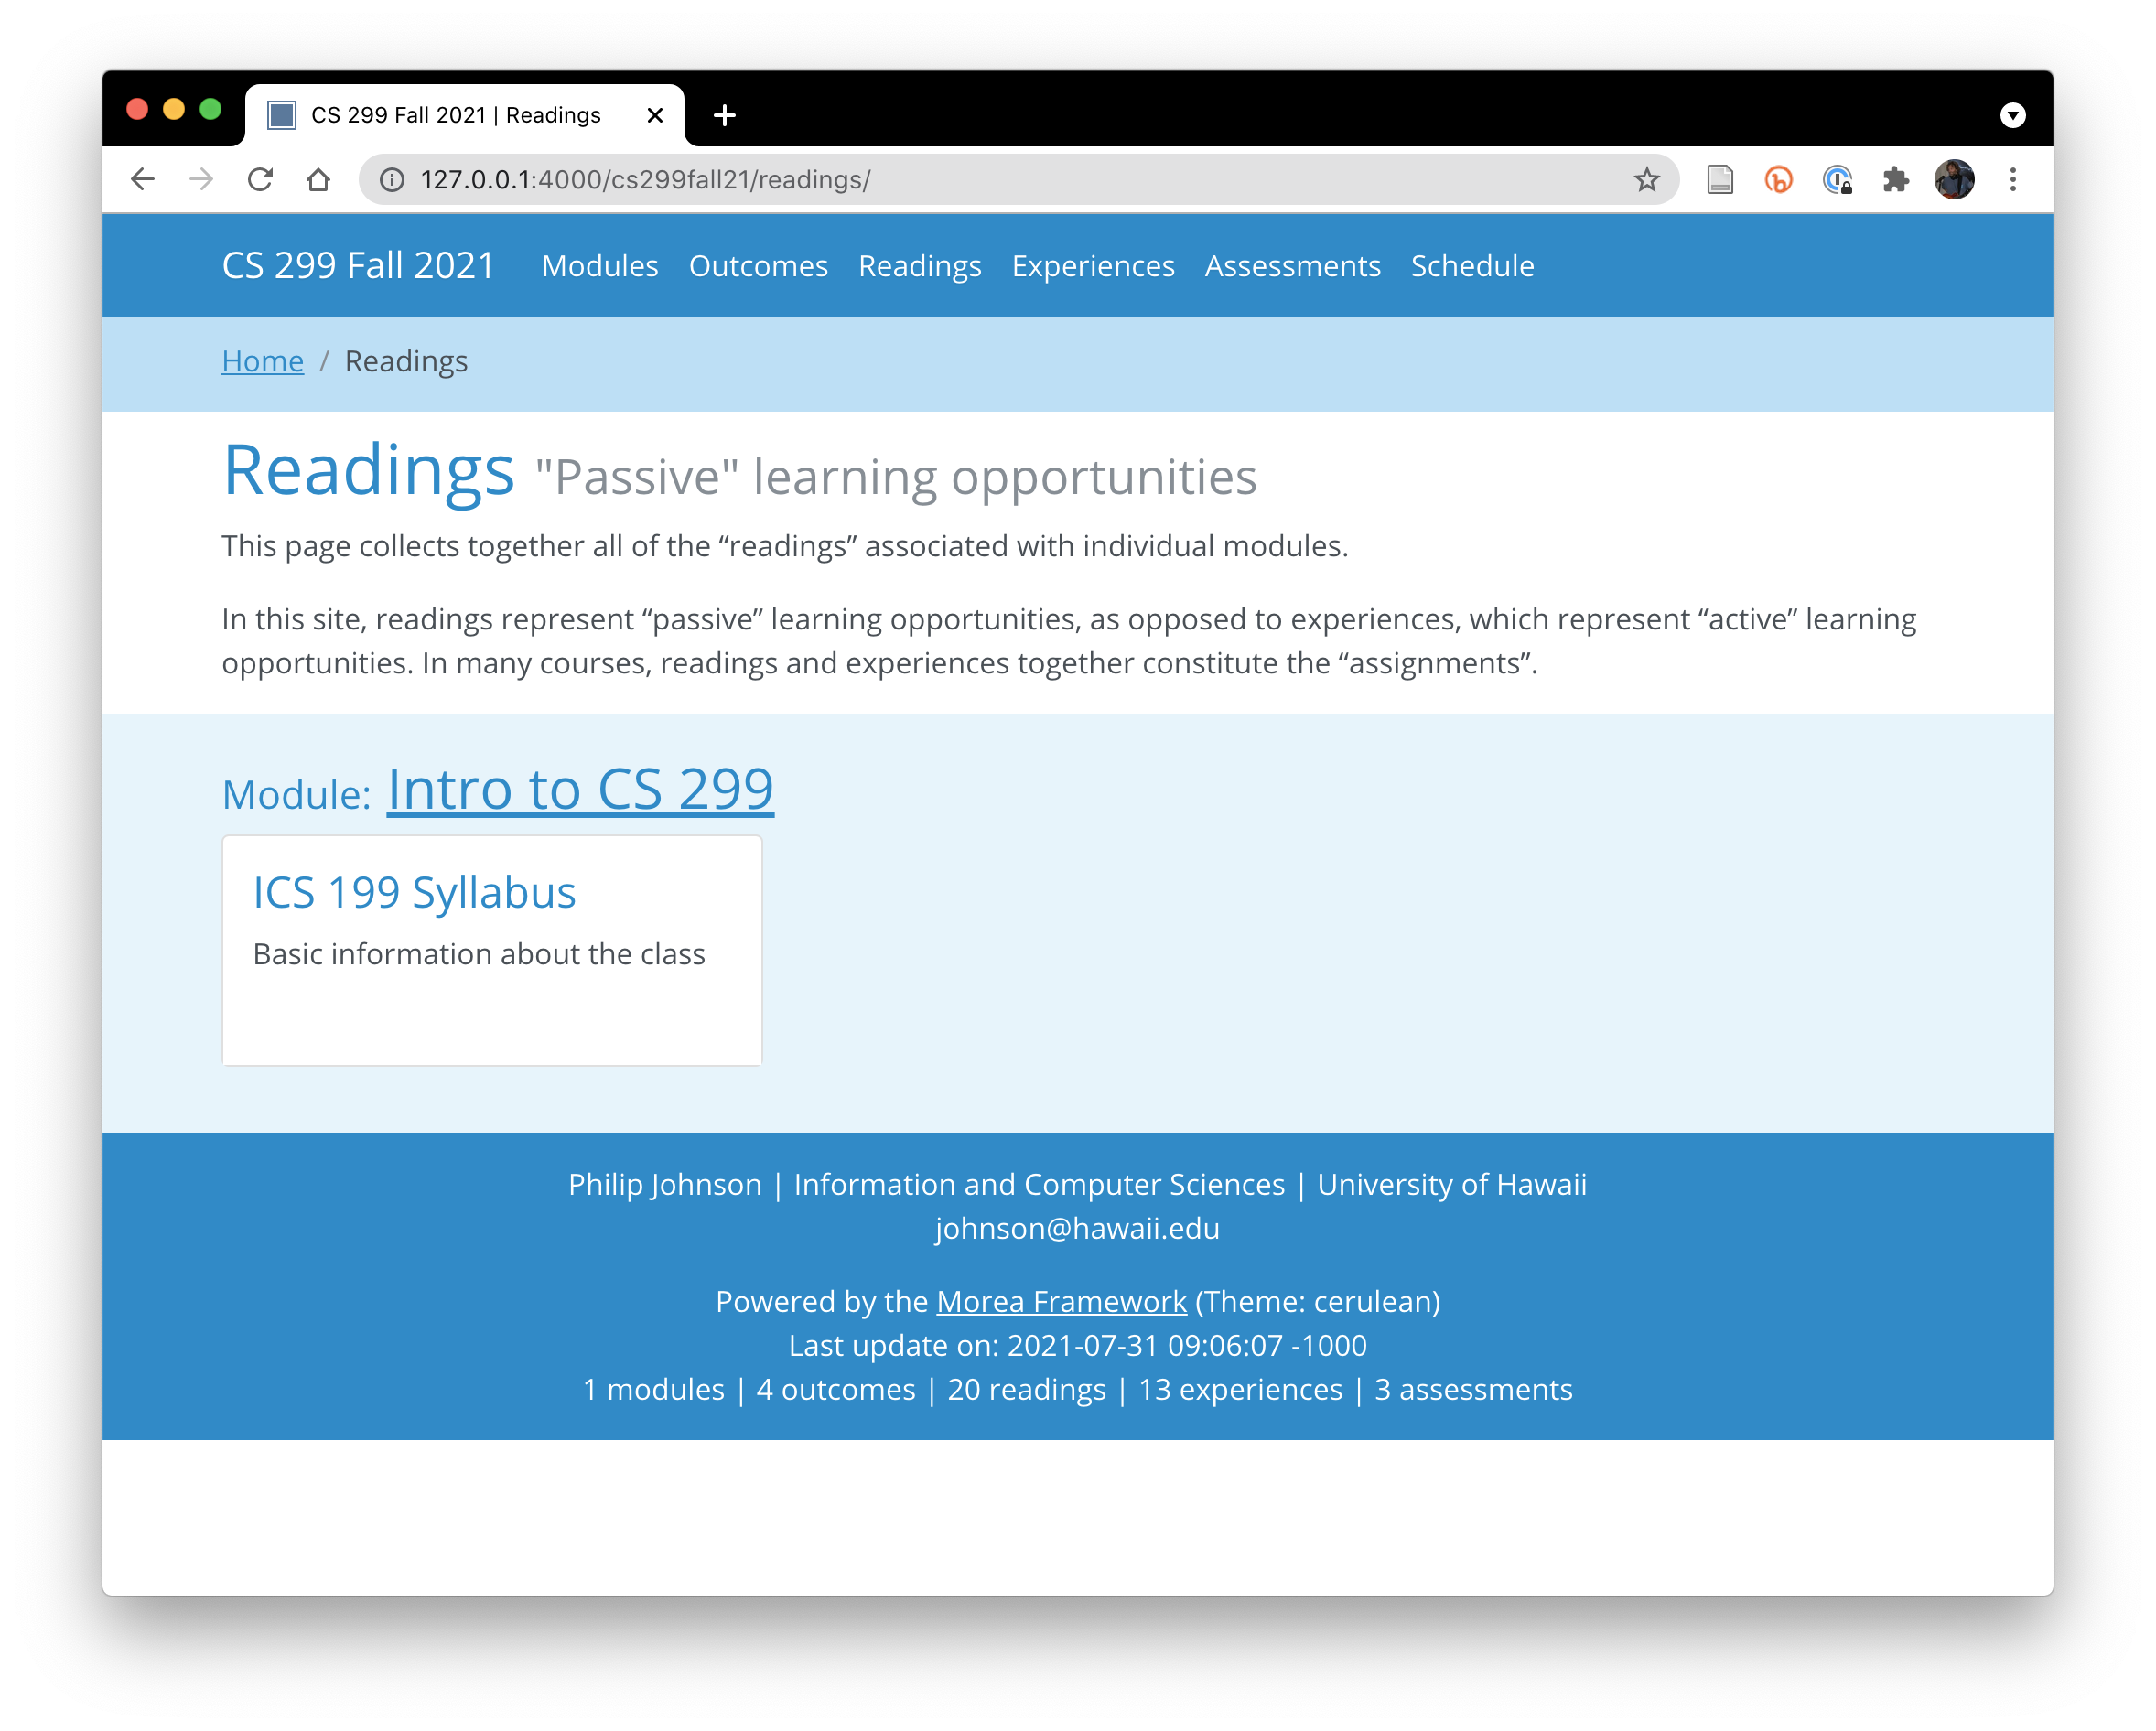 CS 299 Fall 2021 | Readings
127.0.0.1:4000/cs299fall21/readings/
CS 299 Fall 2021 Modules Outcomes Readings Experiences Assessments Schedule
Home / Readings
Readings "Passive" learning opportunities
This page collects together all of the “readings” associated with individual modules.
In this site, readings represent “passive” learning opportunities, as opposed to experiences, which represent “active” learning
opportunities. In many courses, readings and experiences together constitute the “assignments”.
Module: Intro to CS 299
ICS 199 Syllabus
Basic information about the class
Philip Johnson | Information and Computer Sciences | University of Hawaii
johnson@hawaii.edu
Powered by the Morea Framework (Theme: cerulean)
Last update on: 2021-07-31 09:06:07 -1000
1 modules | 4 outcomes | 20 readings | 13 experiences | 3 assessments